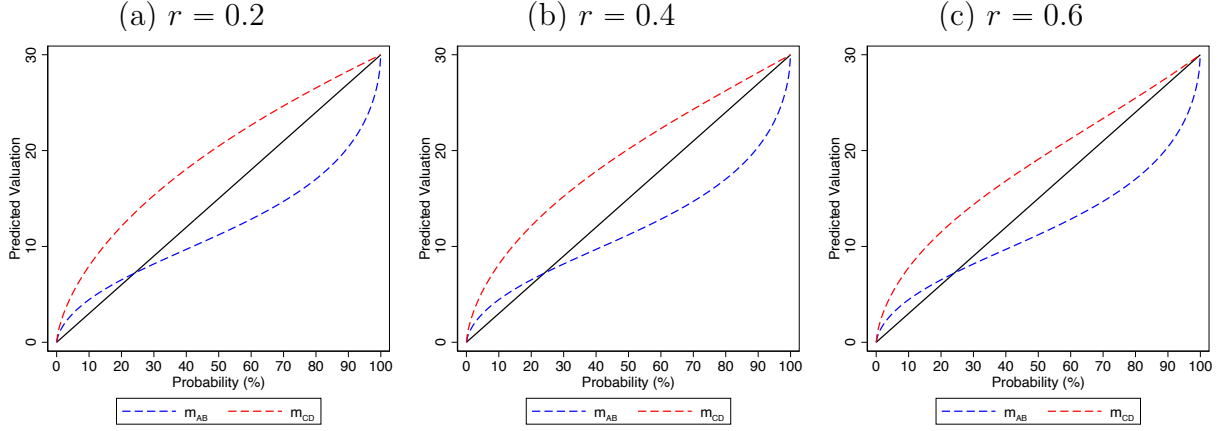 (a) r = 0.2
Predicted Valuation
30
20
10
0
0 10 20 30 40 50 60 70 80 90 100
Probability (%)
m_AB m_CD
(b) r = 0.4
Predicted Valuation
30
20
10
0
0 10 20 30 40 50 60 70 80 90 100
Probability (%)
m_AB m_CD
(c) r = 0.6
Predicted Valuation
30
20
10
0
0 10 20 30 40 50 60 70 80 90 100
Probability (%)
m_AB m_CD